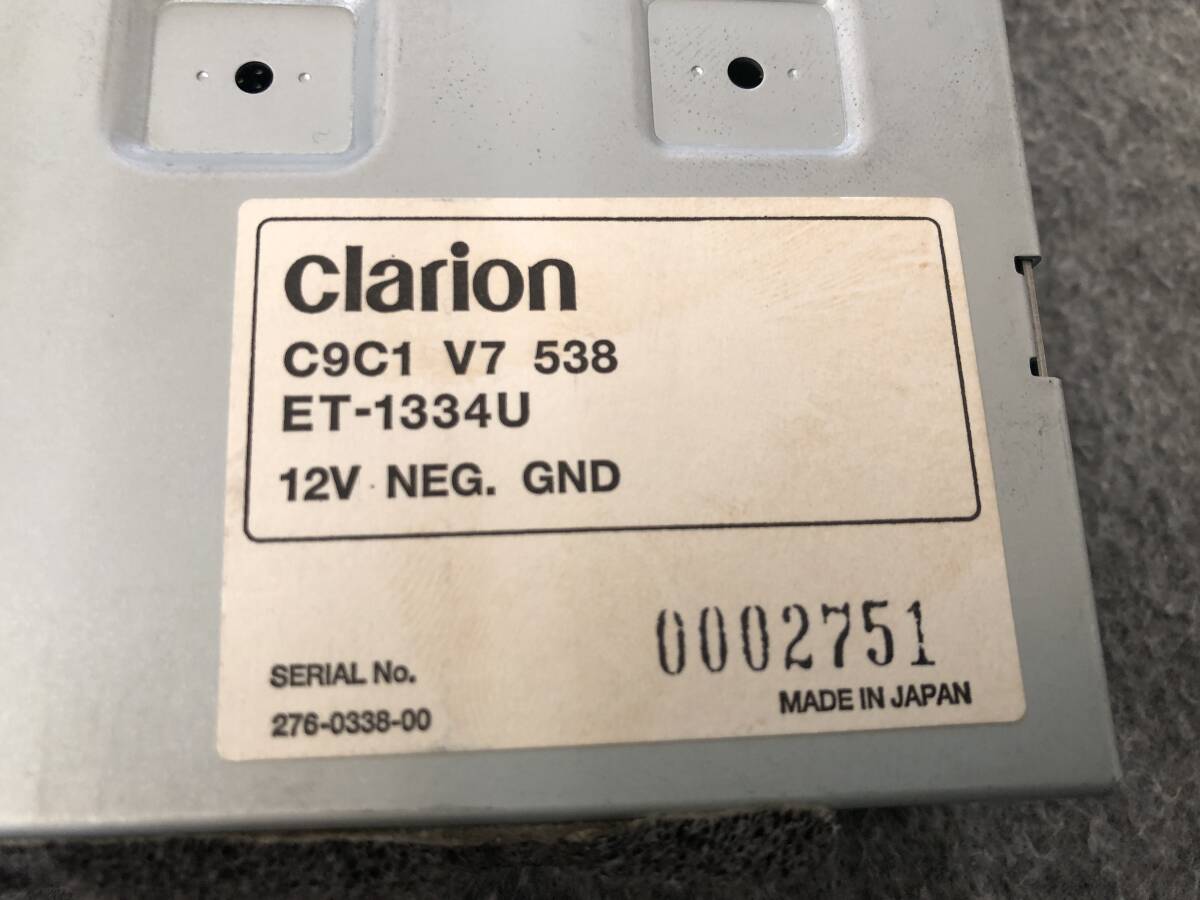 clarion
C9C1 V7 538
ET-1334U
12V NEG. GND
0002751
SERIAL No.
MADE IN JAPAN
276-0338-00